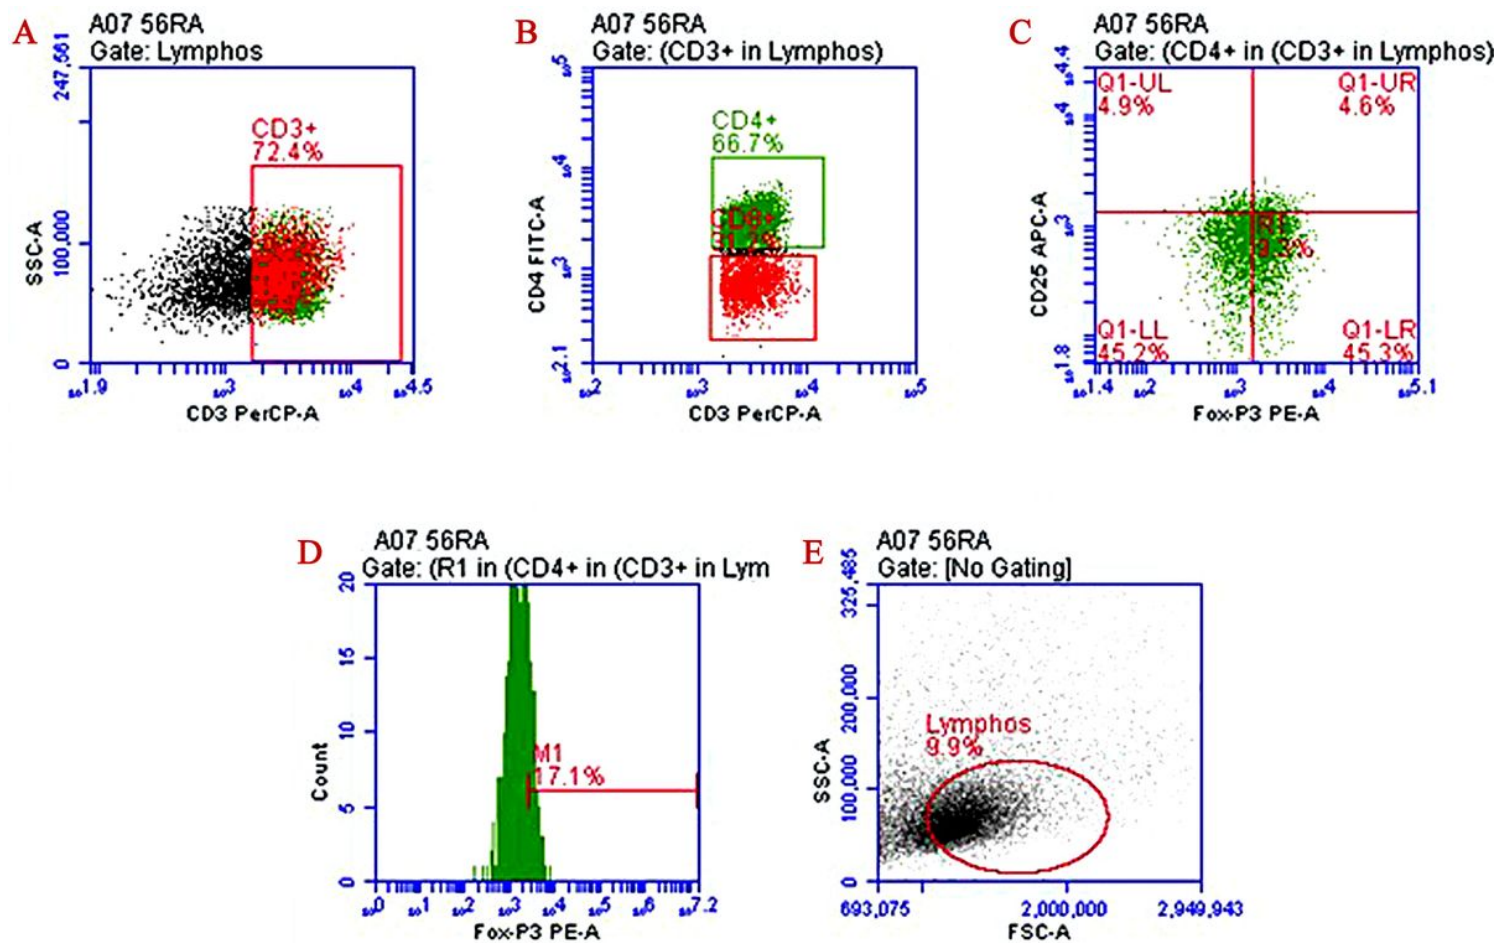 A
A07 56RA
Gate: Lymphos
247,561
100,000
0
SSC-A
CD3+
72.4%
CD3 PerCP-A
B
A07 56RA
Gate: (CD3+ in Lymphos)
CD4 FITC-A
CD4+
66.7%
CD8+
CD3 PerCP-A
C
A07 56RA
Gate: (CD4+ in (CD3+ in Lymphos)
CD25 APC-A
Q1-UL
4.9%
Q1-UR
4.6%
R1
9.3%
Q1-LL
45.2%
Q1-LR
45.3%
Fox-P3 PE-A
D
A07 56RA
Gate: (R1 in (CD4+ in (CD3+ in Lym
20
15
10
5
0
Count
M1
17.1%
Fox-P3 PE-A
E
A07 56RA
Gate: [No Gating]
325,485
200,000
100,000
0
SSC-A
Lymphos
9.9%
693,075
2,000,000
2,949,943
FSC-A